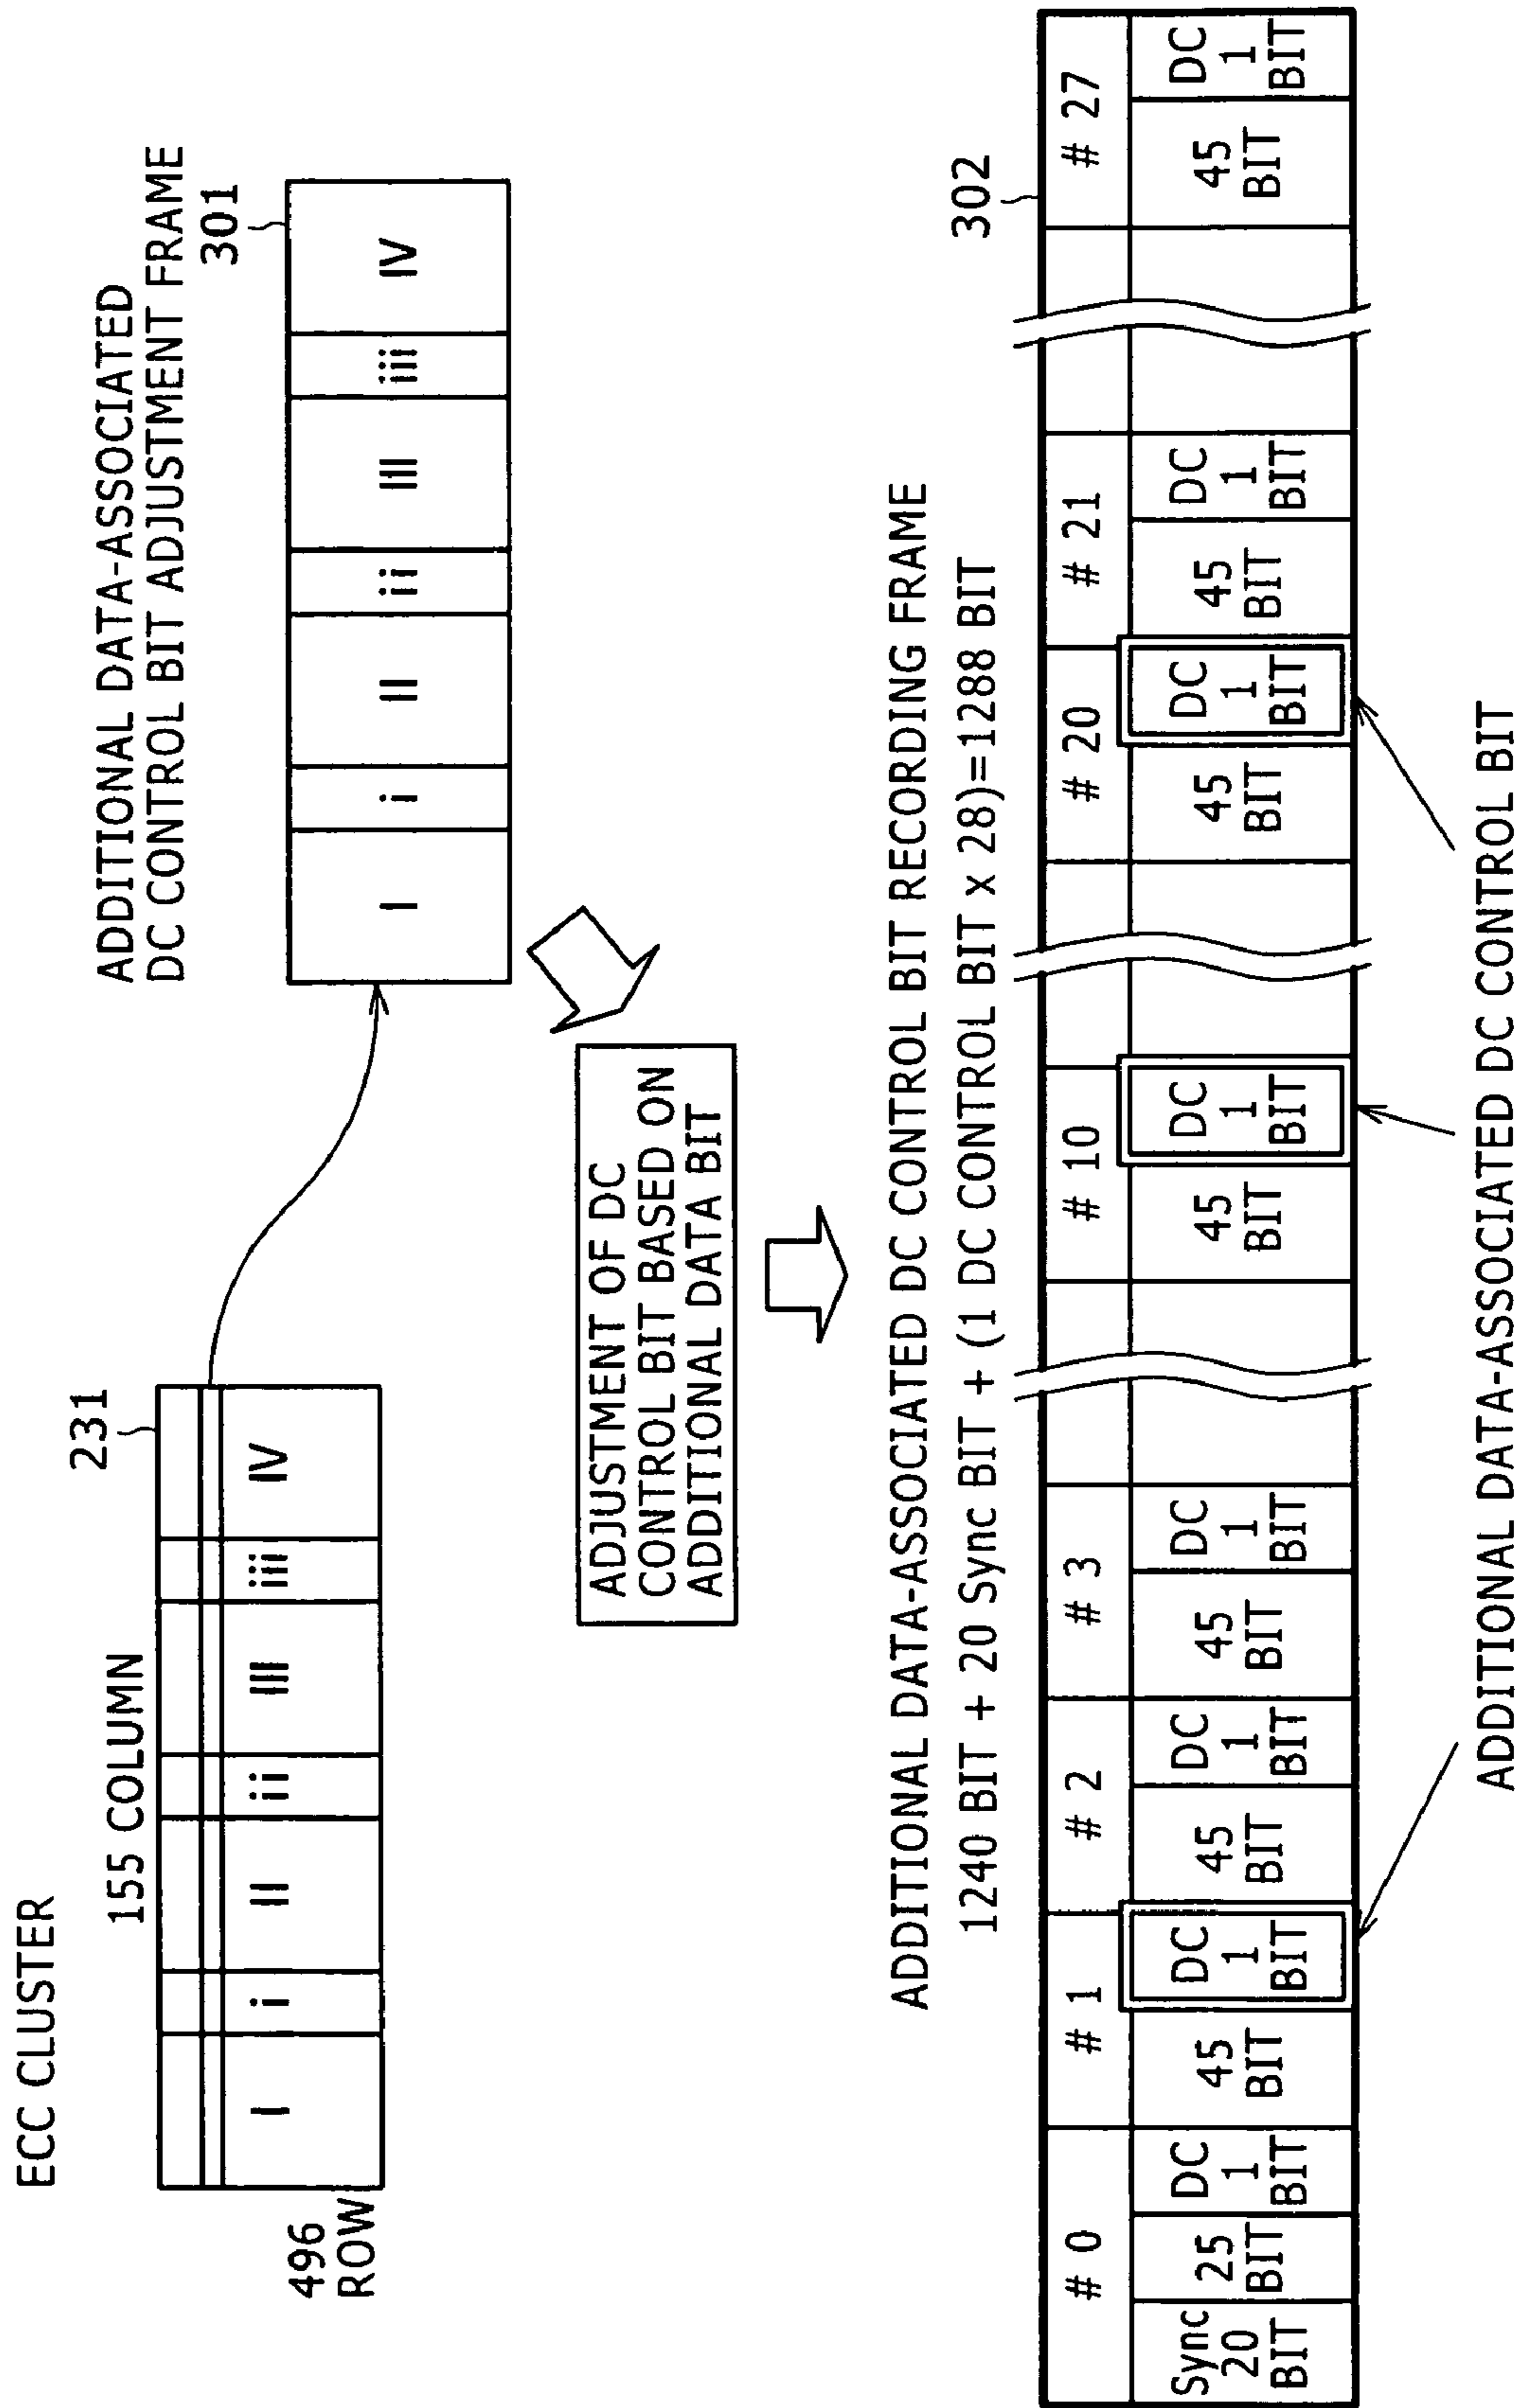 ECC CLUSTER
155 COLUMN
231
496
ROW
I
i
II
ii
III
iii
IV
ADDITIONAL DATA-ASSOCIATED
DC CONTROL BIT ADJUSTMENT FRAME
301
I
i
II
ii
III
iii
IV
ADJUSTMENT OF DC
CONTROL BIT BASED ON
ADDITIONAL DATA BIT
ADDITIONAL DATA-ASSOCIATED DC CONTROL BIT RECORDING FRAME
1240 BIT + 20 Sync BIT + (1 DC CONTROL BIT x 28)=1288 BIT
302
# 0
Sync
20
BIT
25
BIT
DC
1
BIT
# 1
45
BIT
DC
1
BIT
# 2
45
BIT
DC
1
BIT
# 3
45
BIT
DC
1
BIT
# 10
45
BIT
DC
1
BIT
# 20
45
BIT
DC
1
BIT
# 21
45
BIT
DC
1
BIT
# 27
45
BIT
DC
1
BIT
ADDITIONAL DATA-ASSOCIATED DC CONTROL BIT